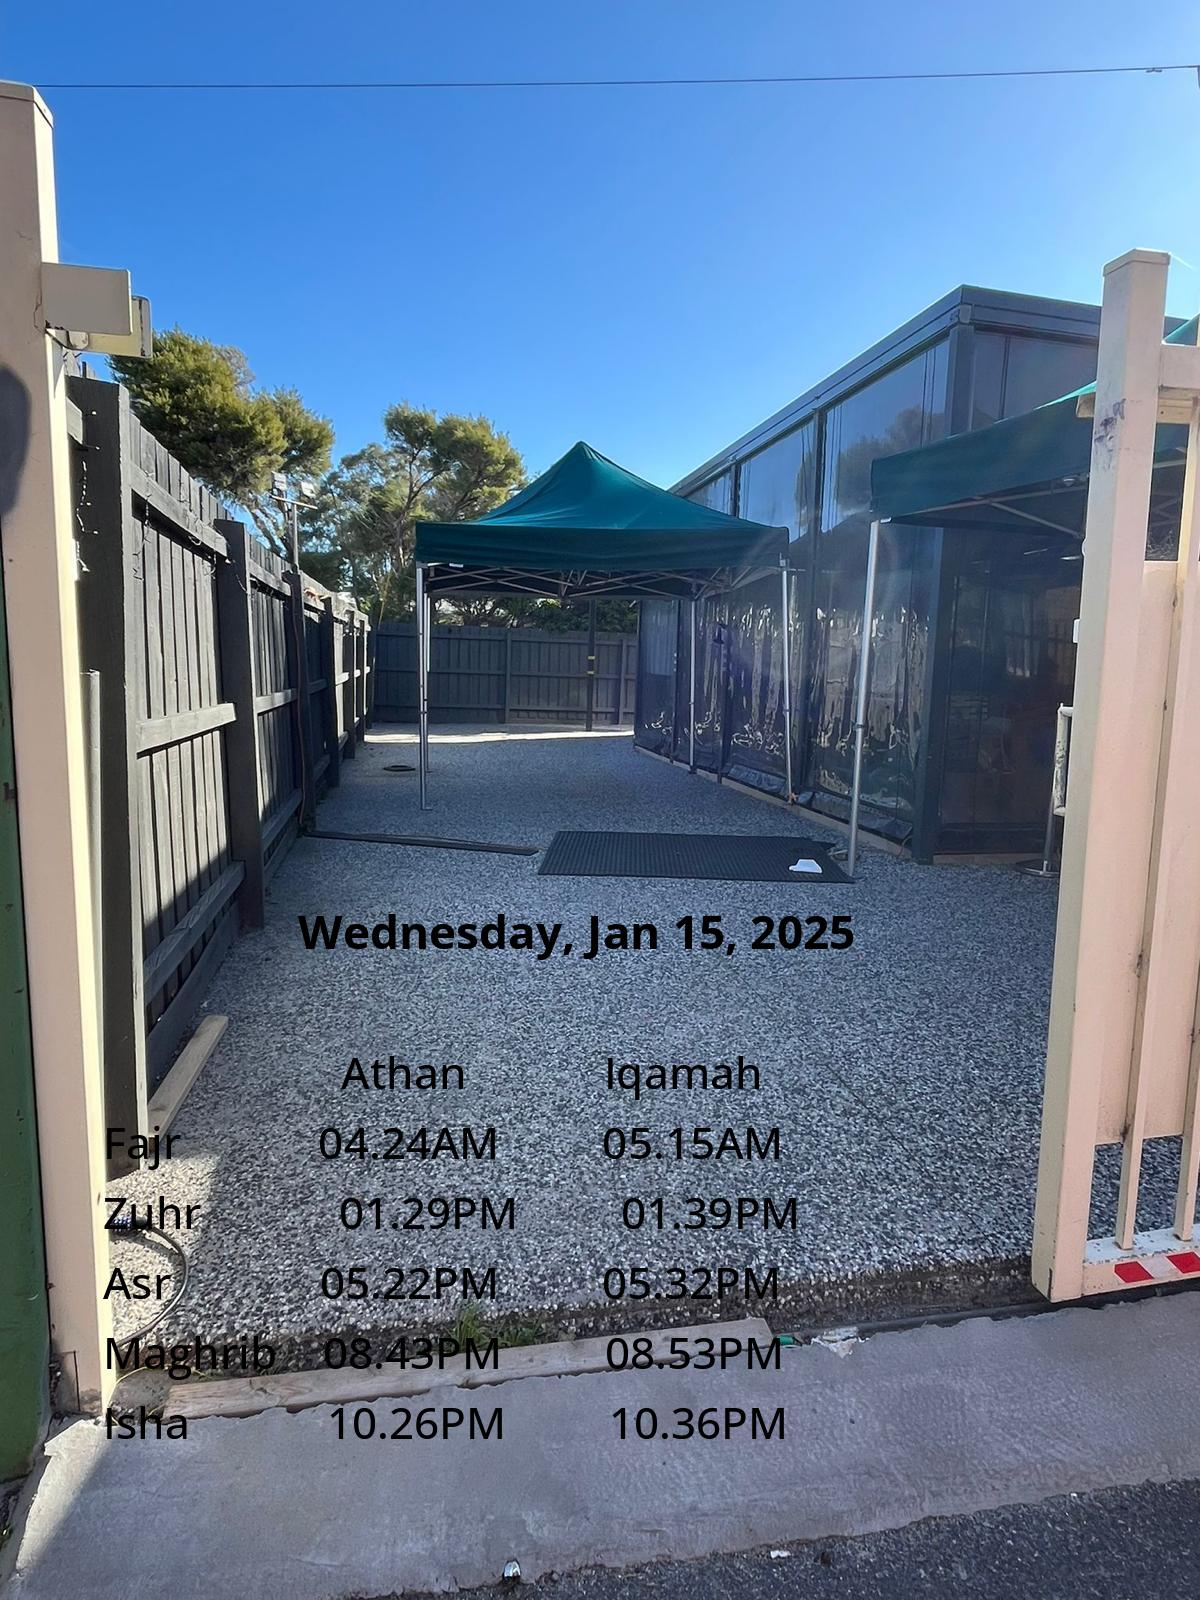 Wednesday, Jan 15, 2025
Athan Iqamah
Fajr 04.24AM 05.15AM
Zuhr 01.29PM 01.39PM
Asr 05.22PM 05.32PM
Maghrib 08.43PM 08.53PM
Isha 10.26PM 10.36PM